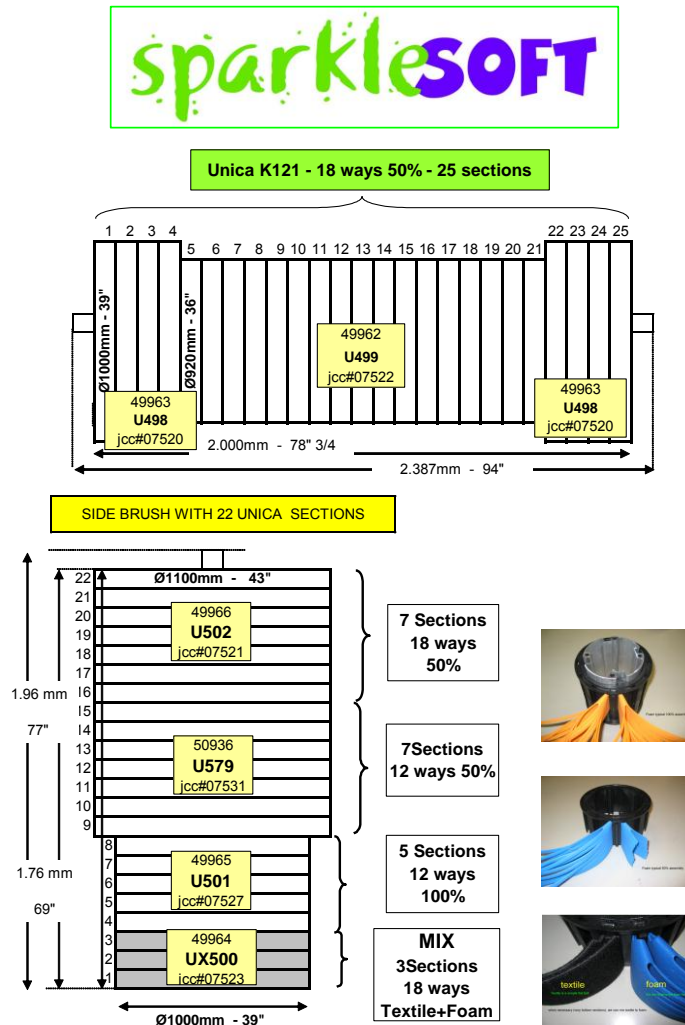 sparkleSOFT
Unica K121 - 18 ways 50% - 25 sections
1 2 3 4 5 6 7 8 9 10 11 12 13 14 15 16 17 18 19 20 21 22 23 24 25
Ø1000mm - 39"
Ø920mm - 36"
49962
U499
jcc#07522
49963
U498
jcc#07520
49963
U498
jcc#07520
2.000mm - 78" 3/4
2.387mm - 94"
SIDE BRUSH WITH 22 UNICA SECTIONS
Ø1100mm - 43"
22
21
20
19
18
17
I6
I5
I4
13
12
11
10
9
8
7
6
5
4
3
2
1
49966
U502
jcc#07521
7 Sections
18 ways
50%
1.96 mm
77"
50936
U579
jcc#07531
7Sections
12 ways 50%
49965
U501
jcc#07527
5 Sections
12 ways
100%
1.76 mm
69"
49964
UX500
jcc#07523
MIX
3Sections
18 ways
Textile+Foam
Ø1000mm - 39"
textile
foam